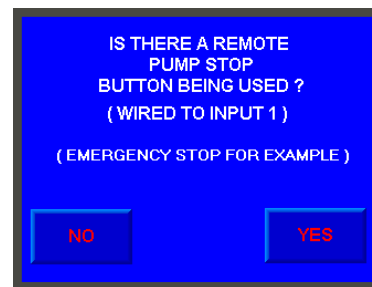 IS THERE A REMOTE
PUMP STOP
BUTTON BEING USED ?
( WIRED TO INPUT 1 )
( EMERGENCY STOP FOR EXAMPLE )
NO YES